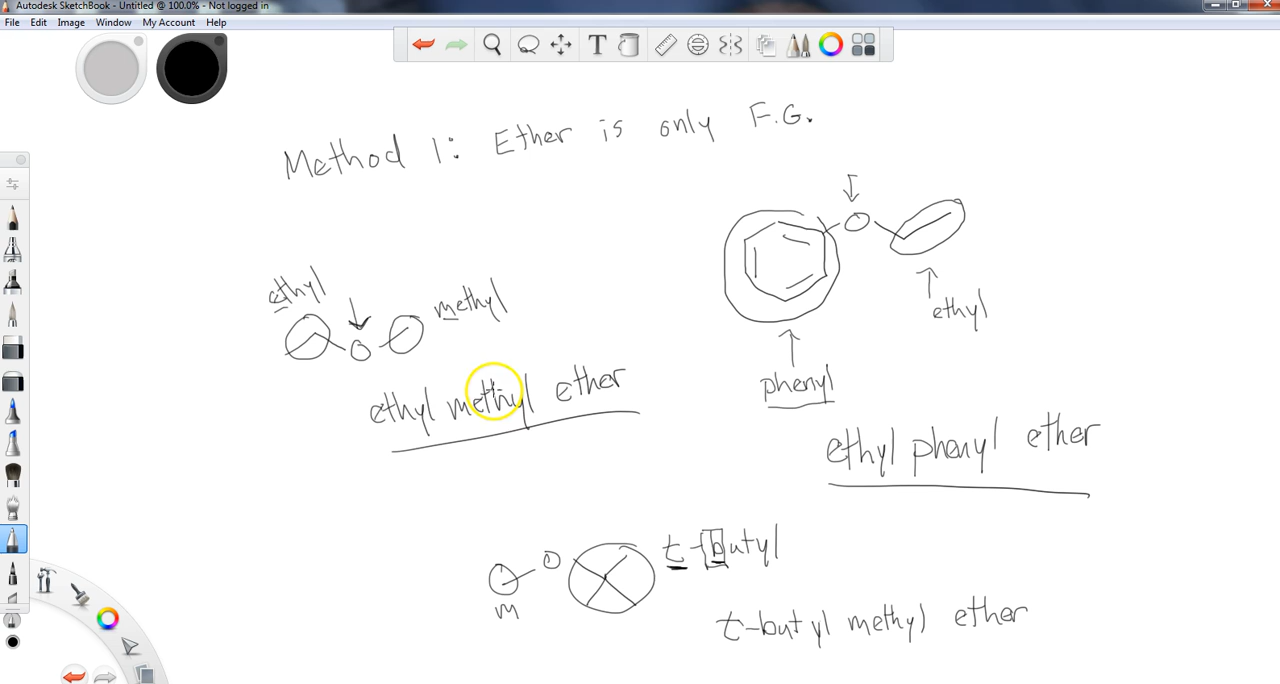 Autodesk SketchBook - Untitled @ 100.0% - Not logged in
File Edit Image Window My Account Help
T
Method 1: Ether is only F.G.
O
ethyl
methyl
ethyl
O
phenyl
ethyl methyl ether
ethyl phenyl ether
O
t-butyl
m
t-butyl methyl ether